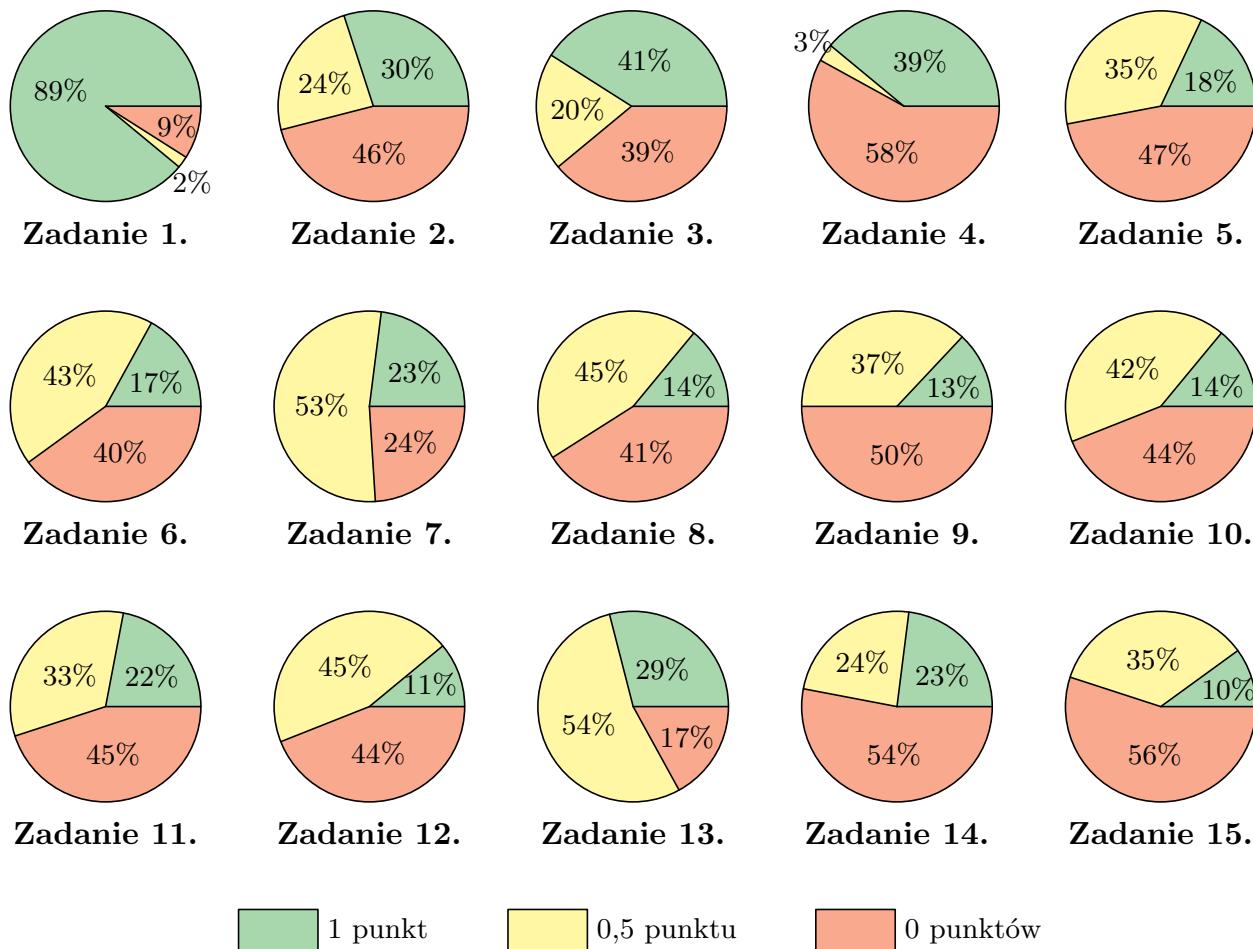 89% 9% 2%
30% 24% 46%
41% 20% 39%
3% 39% 58%
35% 18% 47%
Zadanie 1. Zadanie 2. Zadanie 3. Zadanie 4. Zadanie 5.
43% 17% 40%
23% 53% 24%
45% 14% 41%
37% 13% 50%
42% 14% 44%
Zadanie 6. Zadanie 7. Zadanie 8. Zadanie 9. Zadanie 10.
33% 22% 45%
45% 11% 44%
29% 54% 17%
24% 23% 54%
35% 10% 56%
Zadanie 11. Zadanie 12. Zadanie 13. Zadanie 14. Zadanie 15.
1 punkt 0,5 punktu 0 punktów